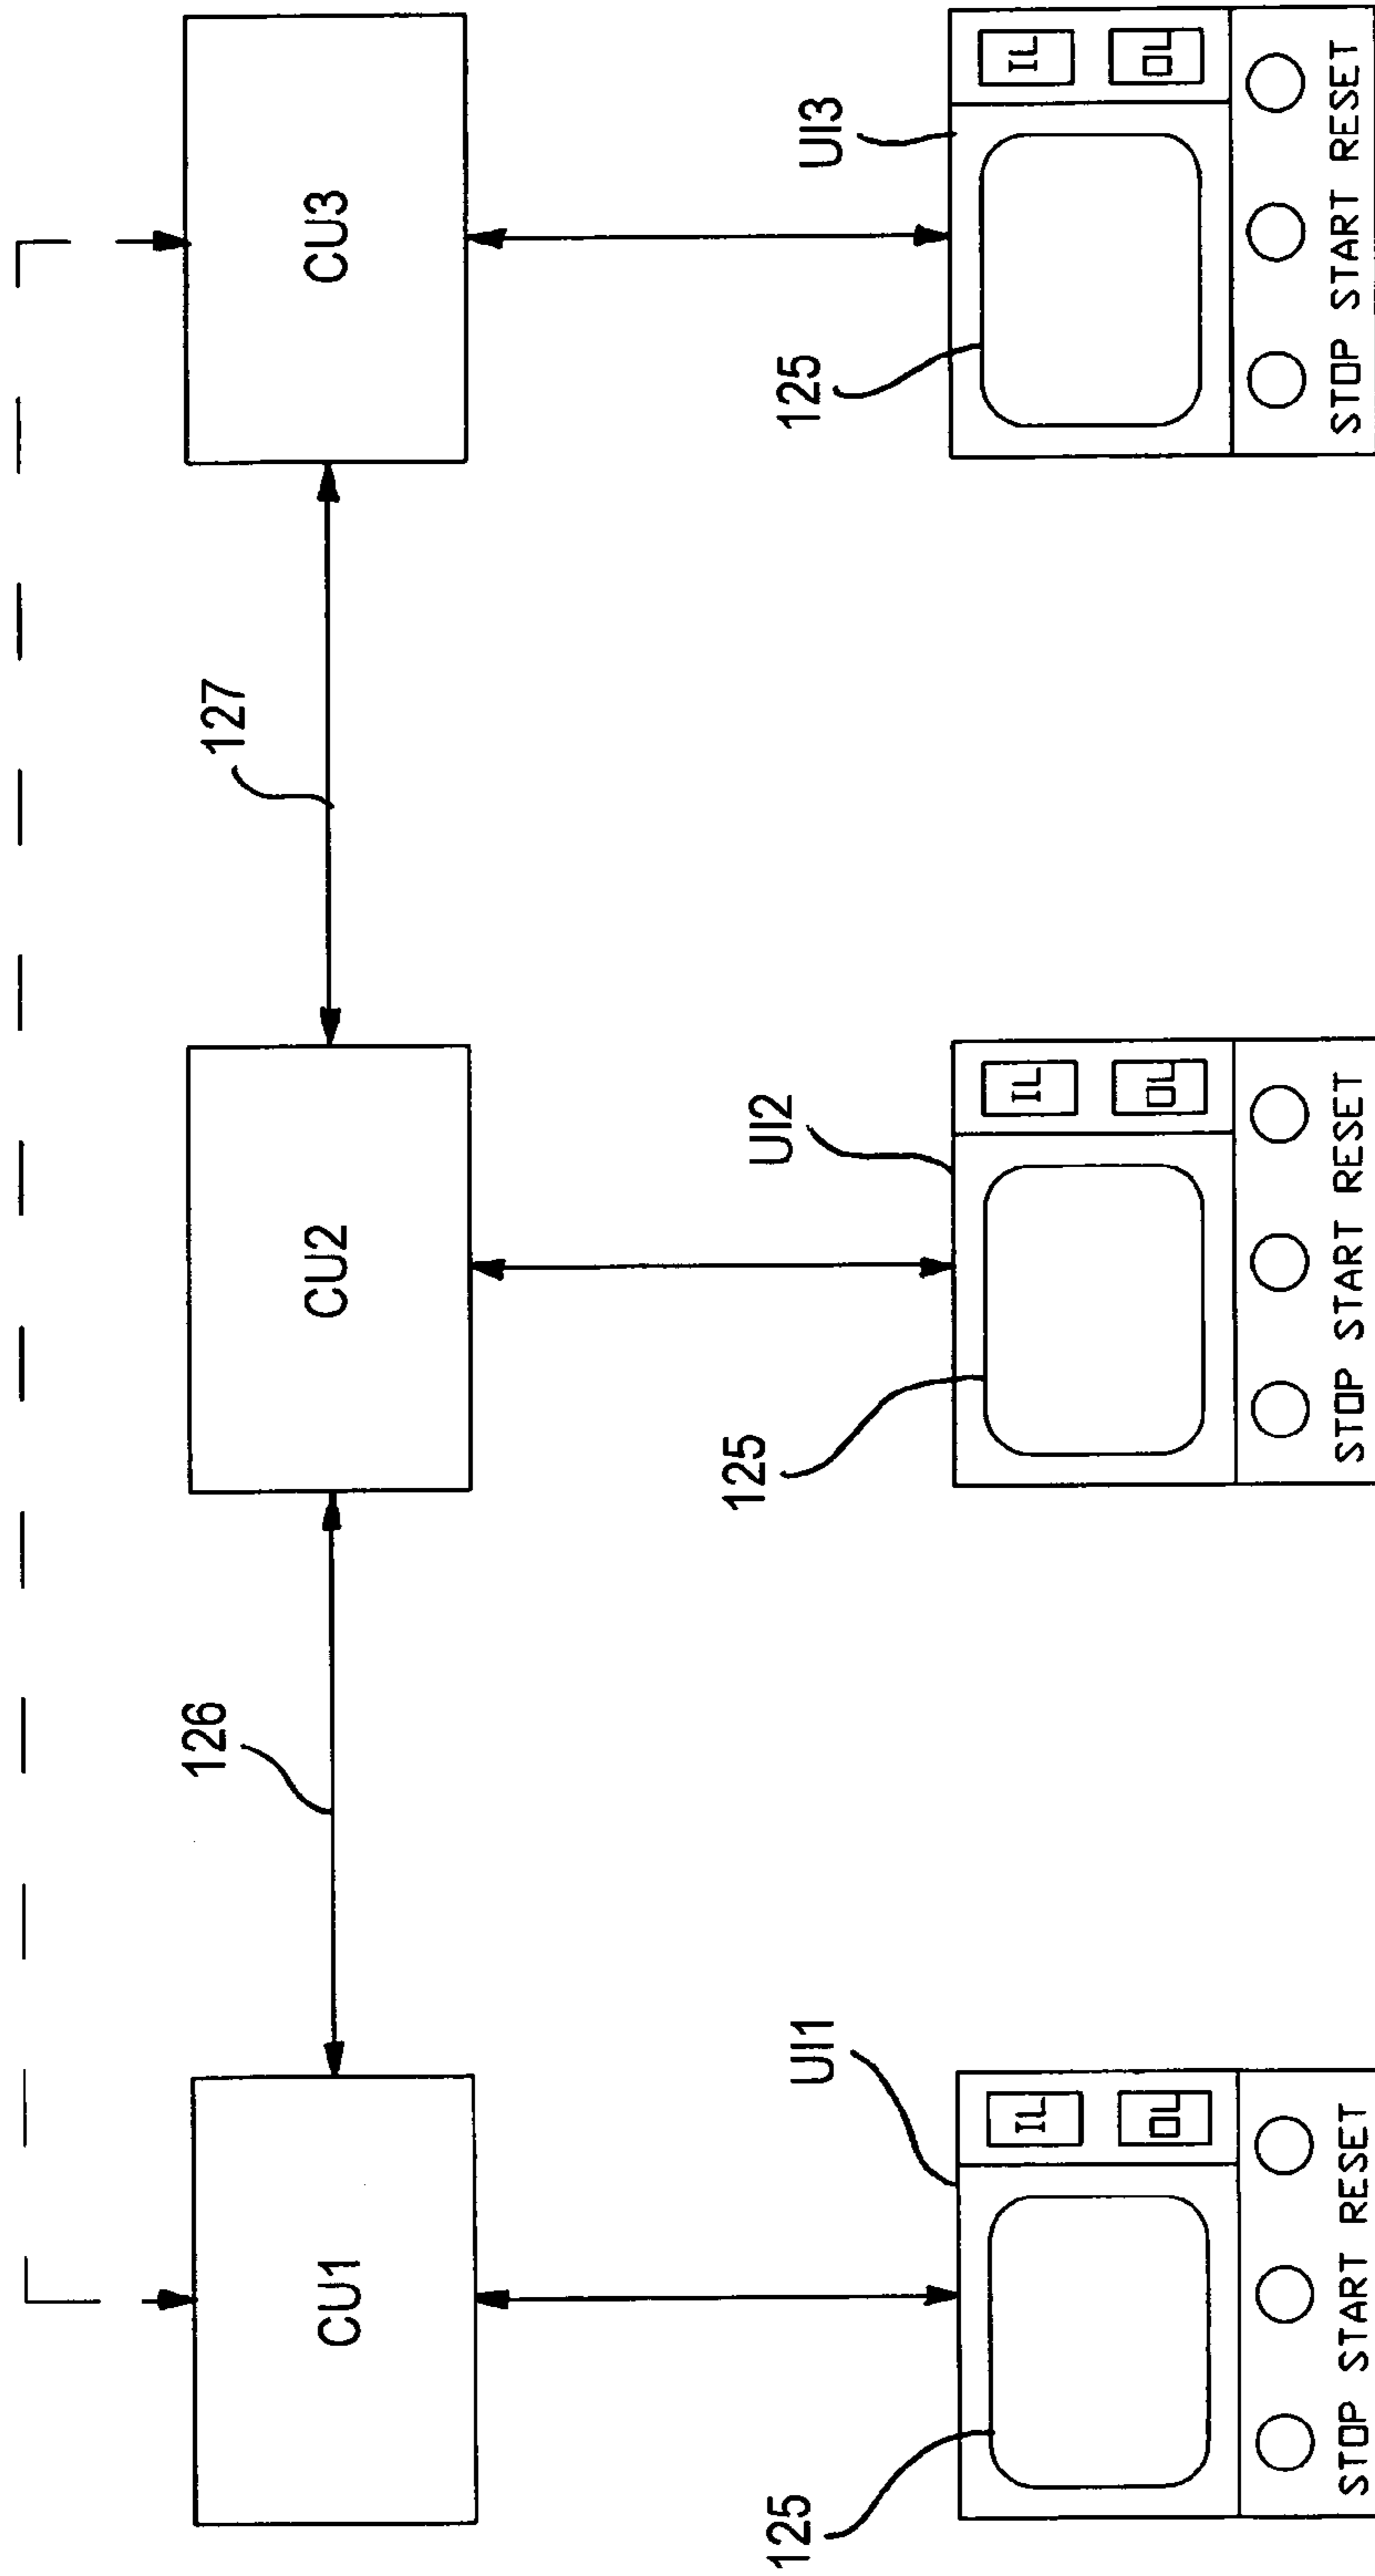 CU1
CU2
CU3
126
127
125
UI1
IL
OL
STOP START RESET
125
UI2
IL
OL
STOP START RESET
125
UI3
IL
OL
STOP START RESET